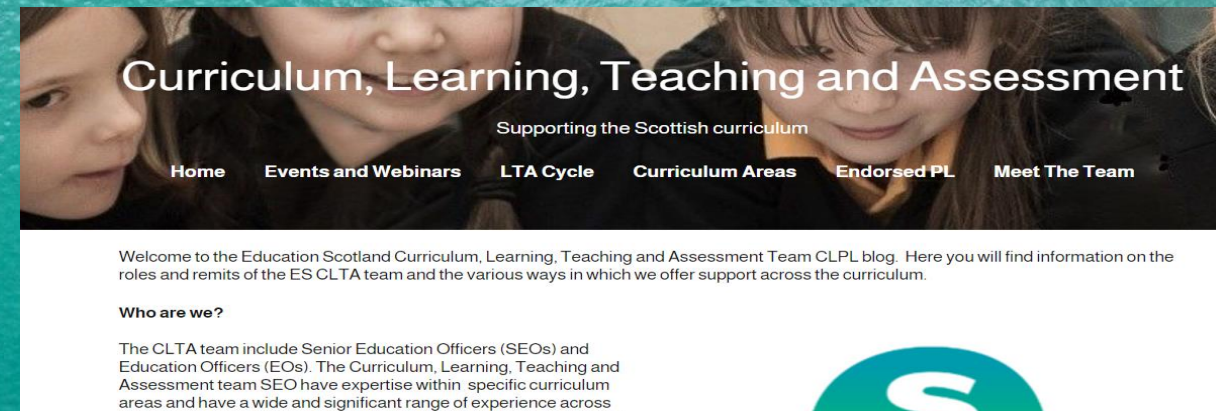 Curriculum, Learning, Teaching and Assessment
Supporting the Scottish curriculum
Home Events and Webinars LTA Cycle Curriculum Areas Endorsed PL Meet The Team
Welcome to the Education Scotland Curriculum, Learning, Teaching and Assessment Team CLPL blog. Here you will find information on the
roles and remits of the ES CLTA team and the various ways in which we offer support across the curriculum.
Who are we?
The CLTA team include Senior Education Officers (SEOs) and
Education Officers (EOs). The Curriculum, Learning, Teaching and
Assessment team SEO have expertise within specific curriculum
areas and have a wide and significant range of experience across
S